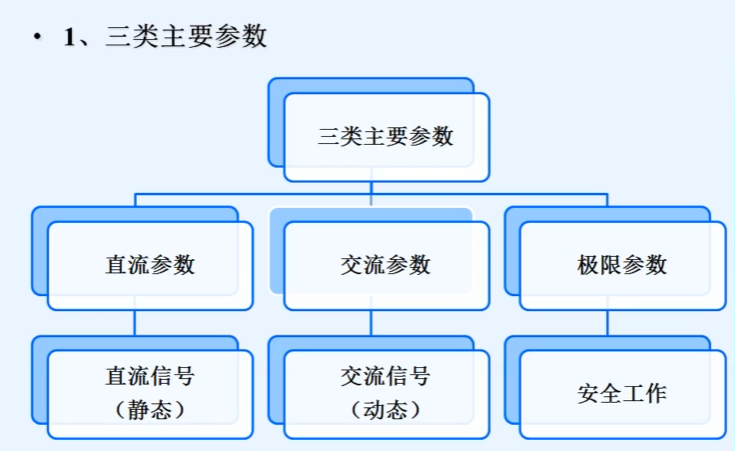 • 1、三类主要参数
三类主要参数
直流参数
交流参数
极限参数
直流信号
（静态）
交流信号
（动态）
安全工作